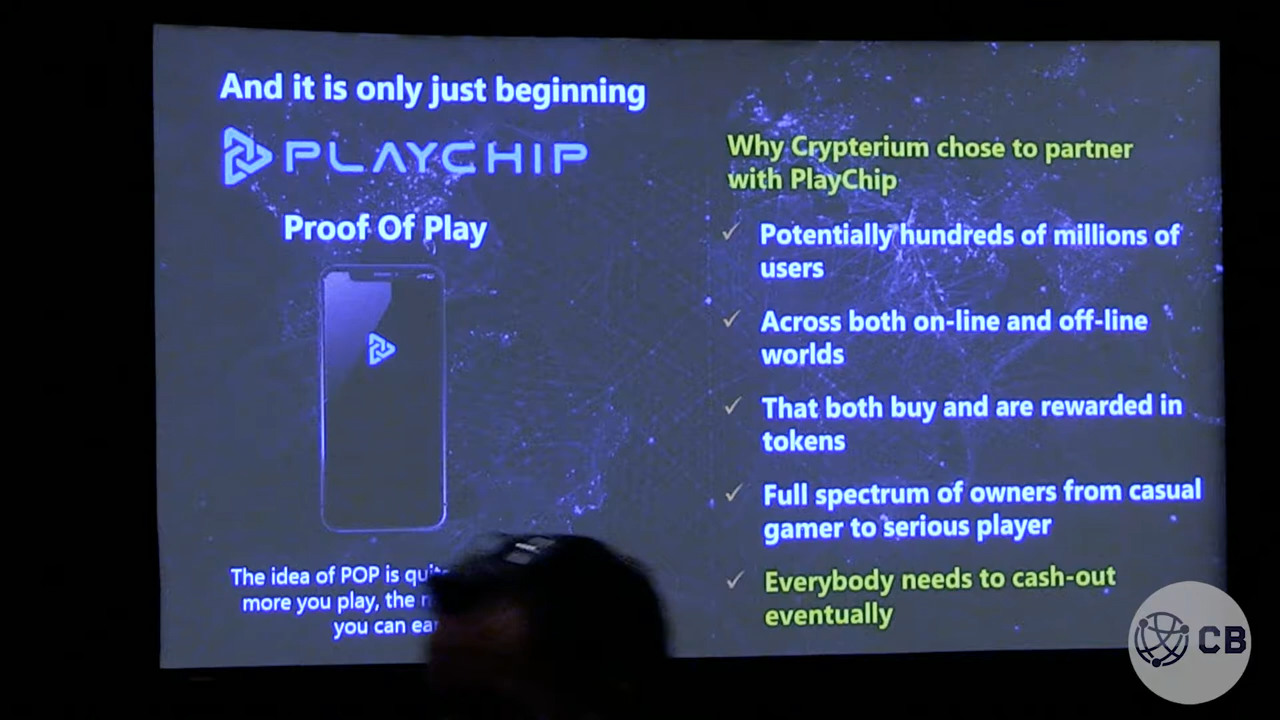 And it is only just beginning
PLAYCHIP
Proof Of Play
The idea of POP is
more you play, the
you can
Why Crypterium chose to partner
with PlayChip
Potentially hundreds of millions of
users
Across both on-line and off-line
worlds
That both buy and are rewarded in
tokens
Full spectrum of owners from casual
gamer to serious player
Everybody needs to cash-out
eventually
CB